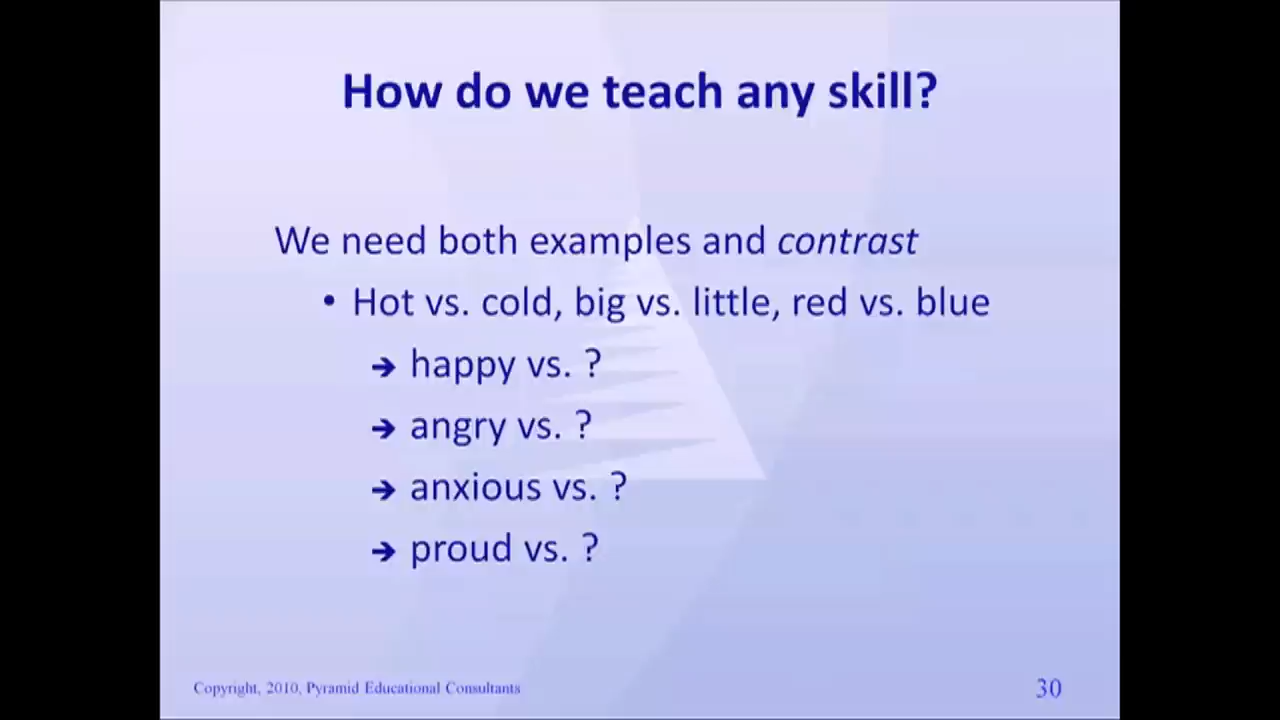 How do we teach any skill?
We need both examples and contrast
• Hot vs. cold, big vs. little, red vs. blue
➔ happy vs. ?
➔ angry vs. ?
➔ anxious vs. ?
➔ proud vs. ?
Copyright, 2010, Pyramid Educational Consultants
30